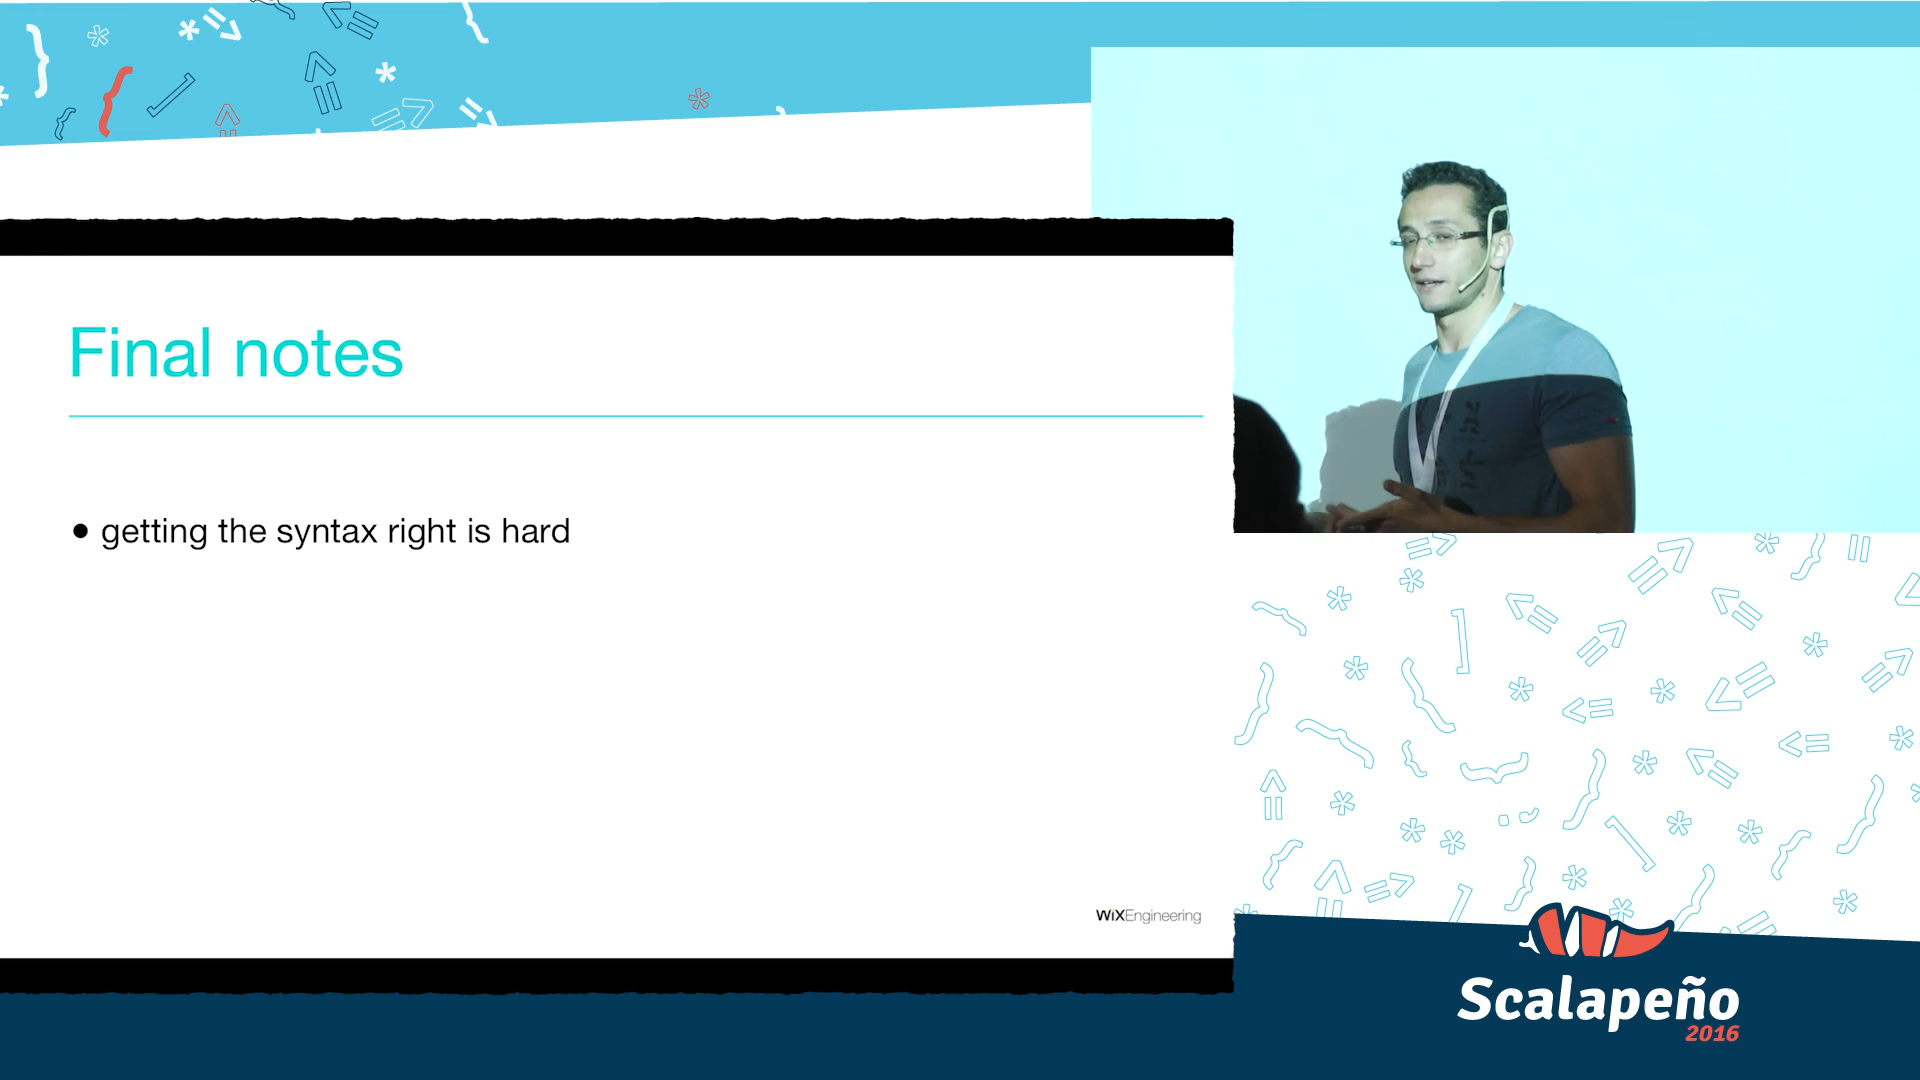 Final notes
• getting the syntax right is hard
WiXEngineering
Scalapeño
2016